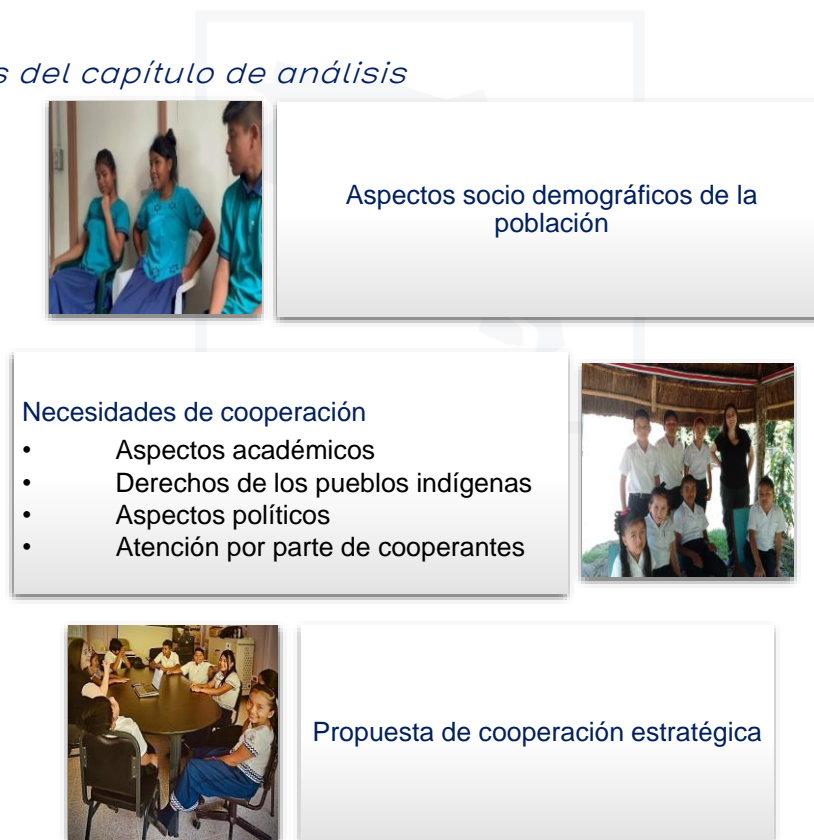 s del capítulo de análisis
Aspectos socio demográficos de la
población
Necesidades de cooperación
• Aspectos académicos
• Derechos de los pueblos indígenas
• Aspectos políticos
• Atención por parte de cooperantes
Propuesta de cooperación estratégica